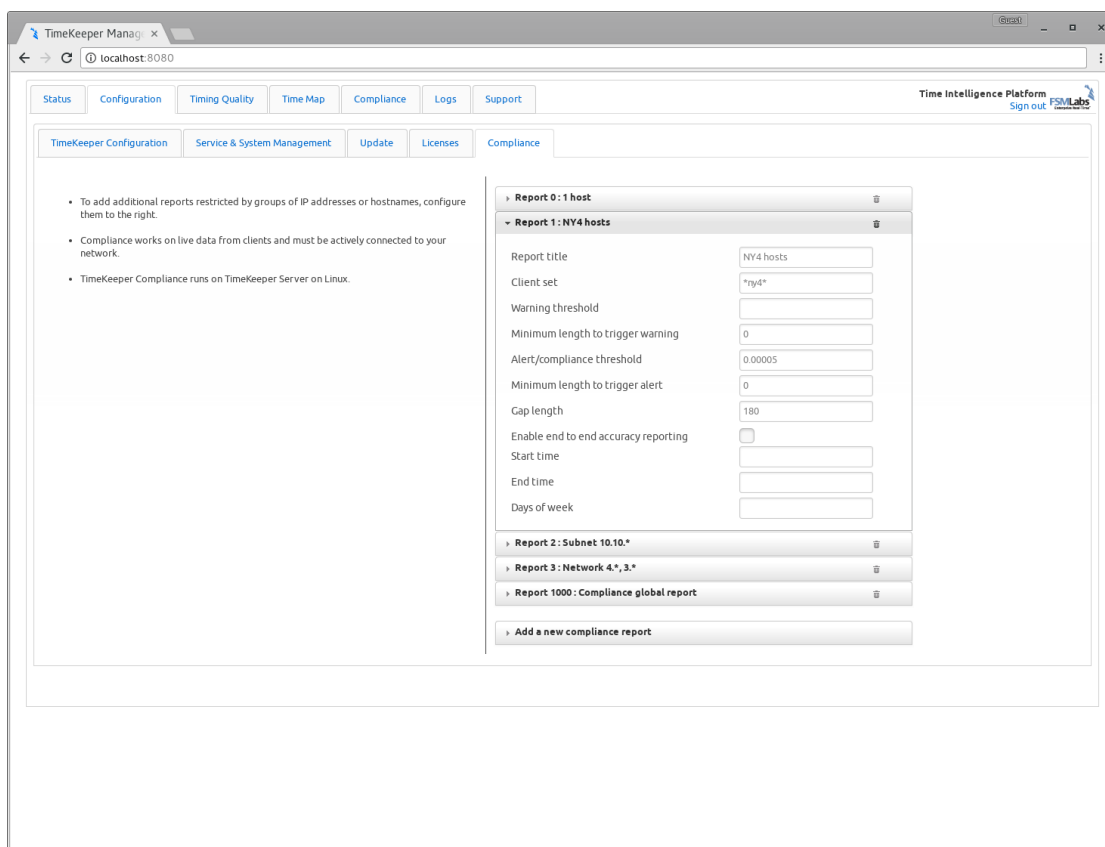 Guest
TimeKeeper Manag
localhost:8080
Status Configuration Timing Quality Time Map Compliance Logs Support
Time Intelligence Platform
Sign out FSMLabs
TimeKeeper Configuration Service & System Management Update Licenses Compliance
• To add additional reports restricted by groups of IP addresses or hostnames, configure
them to the right.
• Compliance works on live data from clients and must be actively connected to your
network.
• TimeKeeper Compliance runs on TimeKeeper Server on Linux.
Report 0 : 1 host
Report 1 : NY4 hosts
Report title NY4 hosts
Client set *ny4*
Warning threshold
Minimum length to trigger warning 0
Alert/compliance threshold 0.00005
Minimum length to trigger alert 0
Gap length 180
Enable end to end accuracy reporting
Start time
End time
Days of week
Report 2 : Subnet 10.10.*
Report 3 : Network 4.*, 3.*
Report 1000 : Compliance global report
Add a new compliance report